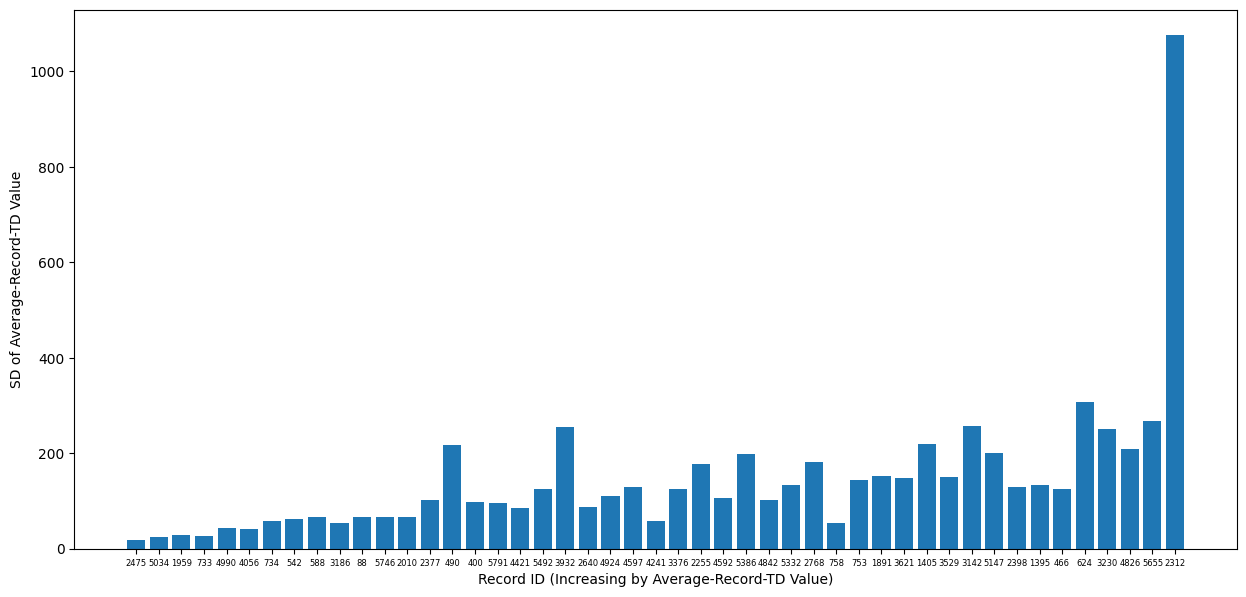 1000
800
600
400
200
0
SD of Average-Record-TD Value
2475 5034 1959 733 4990 4056 734 542 588 3186 88 5746 2010 2377 490 400 5791 4421 5492 3932 2640 4924 4597 4241 3376 2255 4592 5386 4842 5332 2768 758 753 1891 3621 1405 3529 3142 5147 2398 1395 466 624 3230 4826 5655 2312
Record ID (Increasing by Average-Record-TD Value)